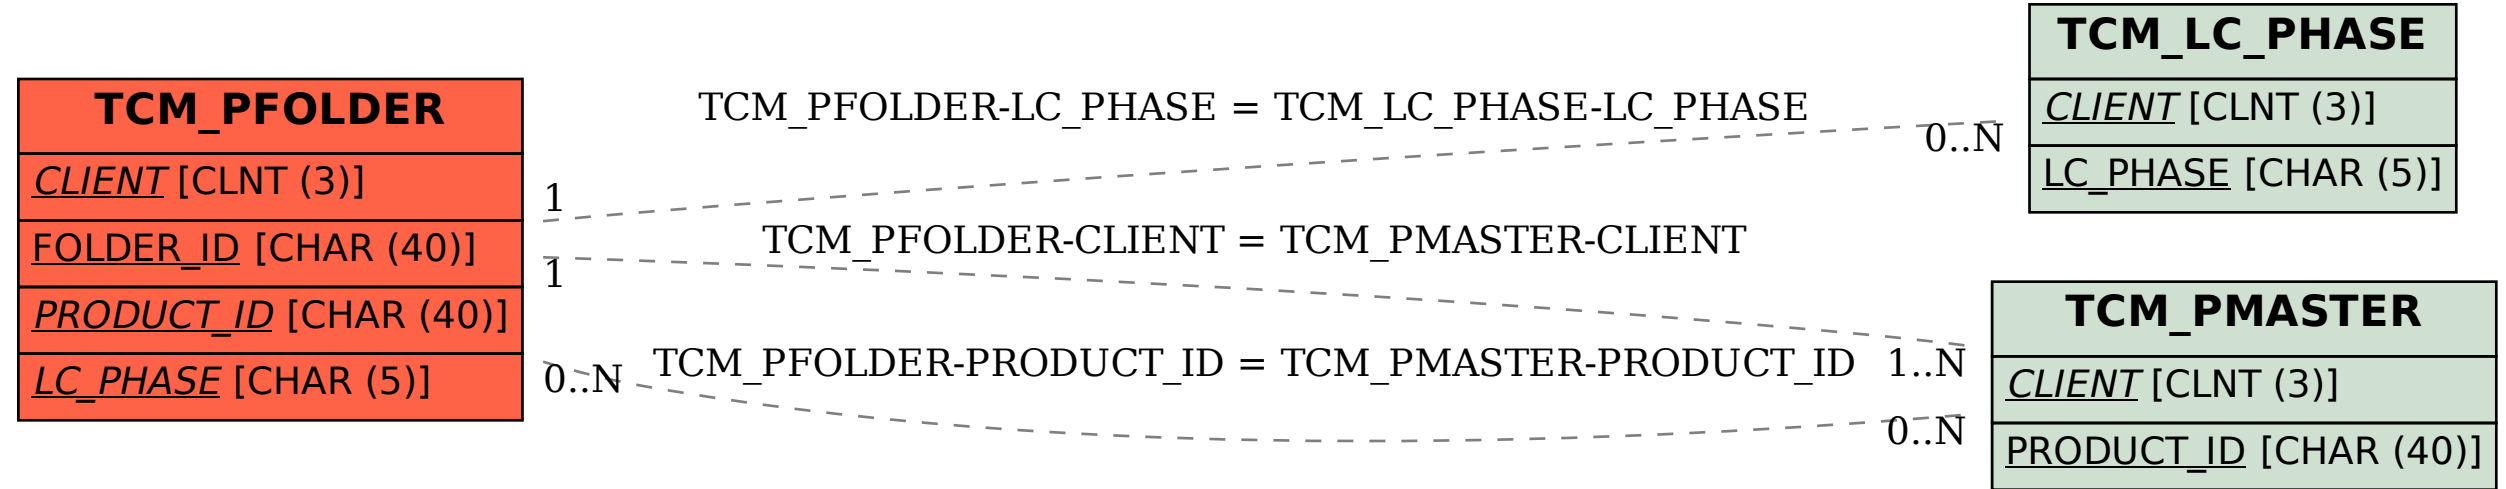 TCM_PFOLDER
CLIENT [CLNT (3)]
FOLDER_ID [CHAR (40)]
PRODUCT_ID [CHAR (40)]
LC_PHASE [CHAR (5)]
TCM_PFOLDER-LC_PHASE = TCM_LC_PHASE-LC_PHASE
1
0..N
TCM_PFOLDER-CLIENT = TCM_PMASTER-CLIENT
1
1..N
TCM_PFOLDER-PRODUCT_ID = TCM_PMASTER-PRODUCT_ID
0..N
0..N
TCM_LC_PHASE
CLIENT [CLNT (3)]
LC_PHASE [CHAR (5)]
TCM_PMASTER
CLIENT [CLNT (3)]
PRODUCT_ID [CHAR (40)]